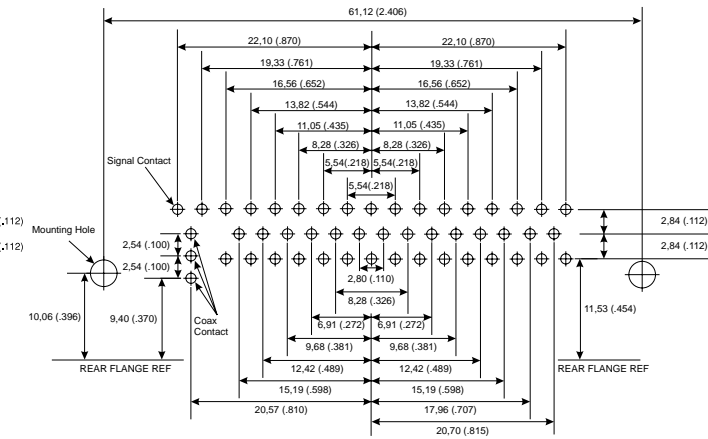 61,12 (2.406)
22,10 (.870) 22,10 (.870)
19,33 (.761) 19,33 (.761)
16,56 (.652) 16,56 (.652)
13,82 (.544) 13,82 (.544)
11,05 (.435) 11,05 (.435)
8,28 (.326) 8,28 (.326)
5,54(.218) 5,54(.218)
5,54(.218)
Signal Contact
(.112)
2,84 (.112)
Mounting Hole
2,54 (.100)
(.112)
2,84 (.112)
2,54 (.100)
2,80 (.110)
8,28 (.326)
10,06 (.396)
9,40 (.370)
Coax
Contact
11,53 (.454)
6,91 (.272) 6,91 (.272)
9,68 (.381) 9,68 (.381)
REAR FLANGE REF
12,42 (.489) 12,42 (.489)
REAR FLANGE REF
15,19 (.598) 15,19 (.598)
20,57 (.810) 17,96 (.707)
20,70 (.815)